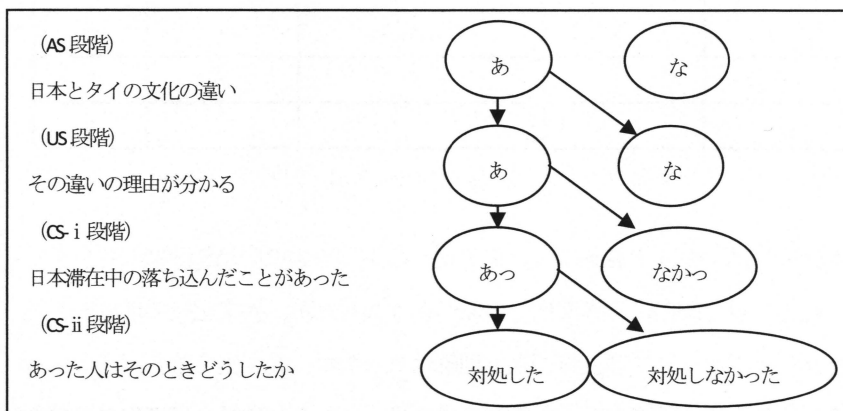 (AS段階)
あ な
日本とタイの文化の違い
(US段階)
あ な
その違いの理由が分かる
(CS-ⅰ段階)
あっ なかっ
日本滞在中の落ち込んだことがあった
(CS-ⅱ段階)
あった人はそのときどうしたか 対処した 対処しなかった